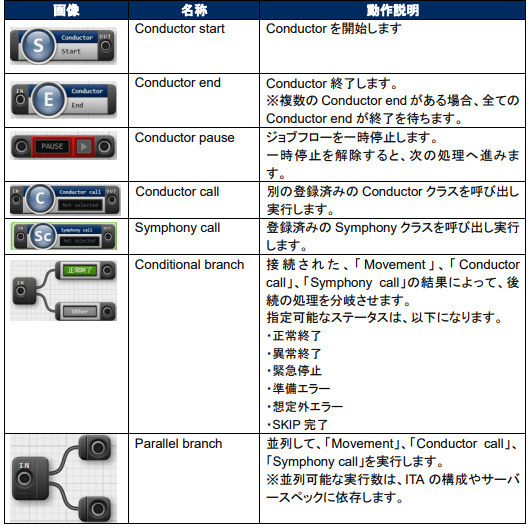 画像 名称 動作説明
S Conductor OUT Start
Conductor start
Conductor を開始します
IN E Conductor End
Conductor end
Conductor 終了します。
※複数の Conductor end がある場合、全ての
Conductor end が終了を待ちます。
PAUSE
Conductor pause
ジョブフローを一時停止します。
一時停止を解除すると、次の処理へ進みま
す。
IN C Conductor call OUT Not selected
Conductor call
別の登録済みの Conductor クラスを呼び出し
実行します。
IN Sc Symphony call OUT Not selected
Symphony call
登録済みの Symphony クラスを呼び出し実行
します。
IN 正常終了 Other
Conditional branch
接続された、「Movement」、「Conductor
call」、「Symphony call」の結果によって、後
続の処理を分岐させます。
指定可能なステータスは、以下になります。
・正常終了
・異常終了
・緊急停止
・準備エラー
・想定外エラー
・SKIP 完了
IN
Parallel branch
並列して、「Movement」、「Conductor call」、
「Symphony call」を実行します。
※並列可能な実行数は、ITA の構成やサーバ
ースペックに依存します。